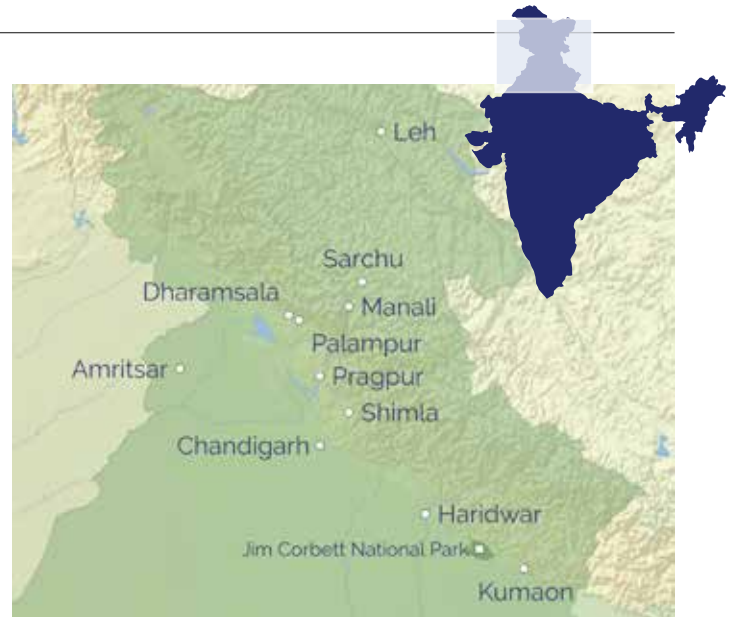 Leh
Sarchu
Dharamsala
Manali
Palampur
Amritsar
Pragpur
Shimla
Chandigarh
Haridwar
Jim Corbett National Park
Kumaon